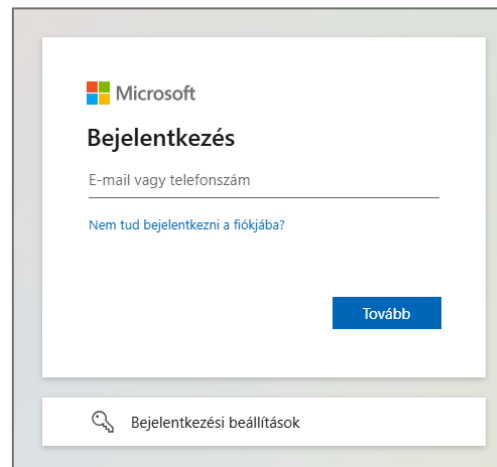 Microsoft
Bejelentkezés
E-mail vagy telefonszám
Nem tud bejelentkezni a fiókjába?
Tovább
Bejelentkezési beállítások